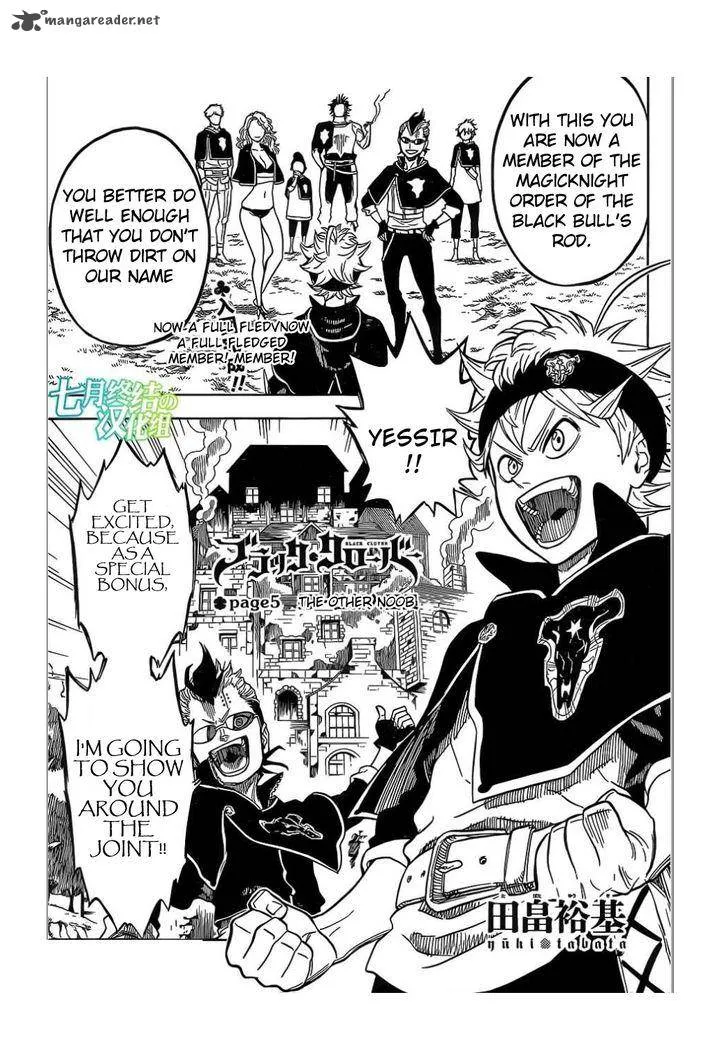 mangareader.net
WITH THIS YOU
ARE NOW A
MEMBER OF THE
MAGICKNIGHT
ORDER OF THE
BLACK BULL'S
ROD.
YOU BETTER DO
WELL ENOUGH
THAT YOU DON'T
THROW DIRT ON
OUR NAME
NOW A FULL FLEDVNOW
A FULL FLEDGED
MEMBER! MEMBER!
!!
七月终结の
汉化组
YESSIR
!!
GET
EXCITED,
BECAUSE
AS A
SPECIAL
BONUS,
BLACK CLOVER
ブラック・クローバー
page5 THE OTHER NOOB
I'M GOING
TO SHOW
YOU
AROUND
THE
JOINT!!
田畠裕基
yūki tabata